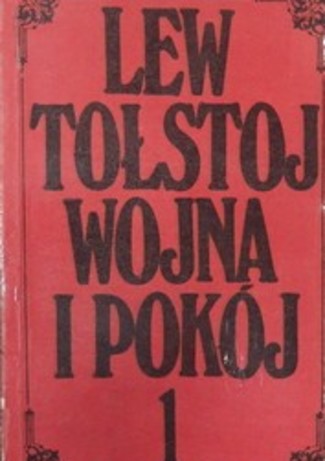 LEW
TOŁSTOJ
WOJNA
I POKÓJ
1